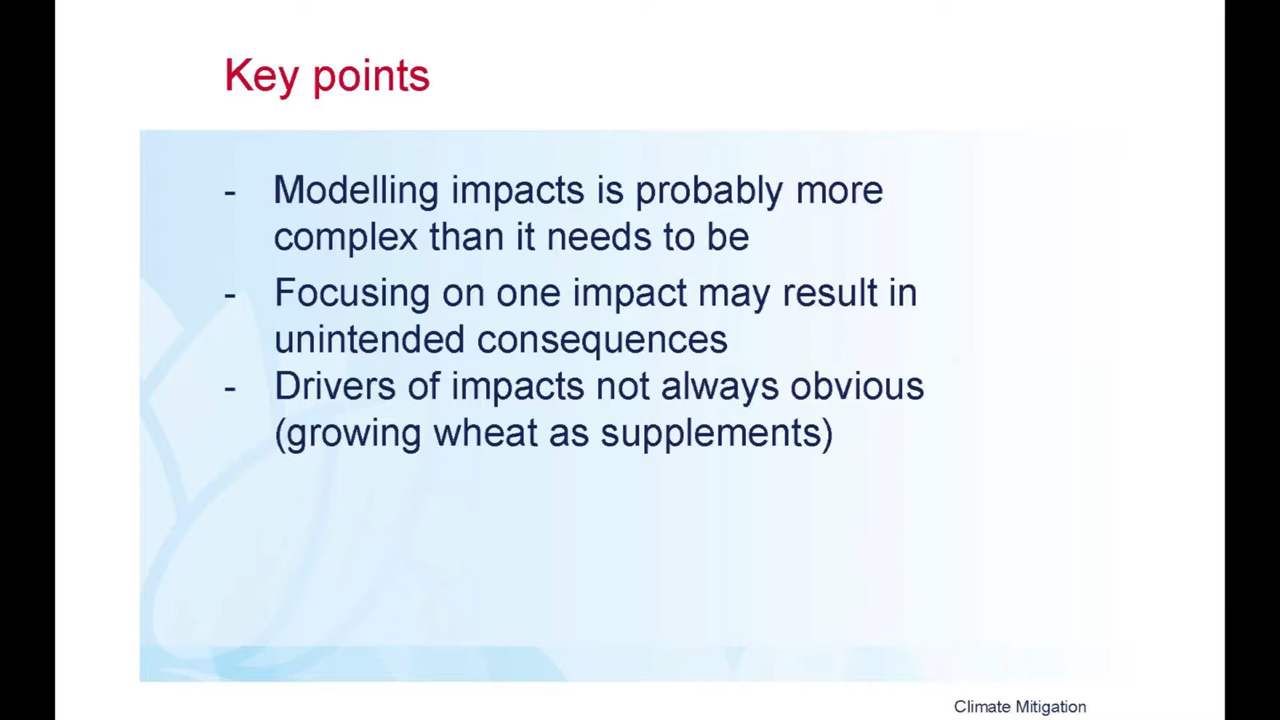 Key points
- Modelling impacts is probably more
complex than it needs to be
- Focusing on one impact may result in
unintended consequences
- Drivers of impacts not always obvious
(growing wheat as supplements)
Climate Mitigation